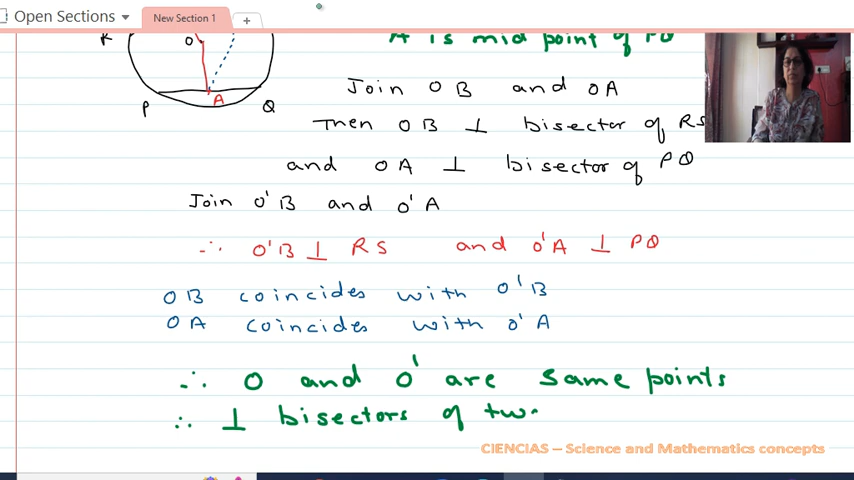 Open Sections
New Section 1
+
R
O
A is mid point of PQ
P
A
Q
Join OB and OA
Then OB ⊥ bisector of RS
and OA ⊥ bisector of PQ
Join O'B and O'A
∴ O'B ⊥ RS and O'A ⊥ PQ
OB coincides with O'B
OA coincides with O'A
∴ O and O' are same points
∴ ⊥ bisectors of two
CIENCIAS – Science and Mathematics concepts